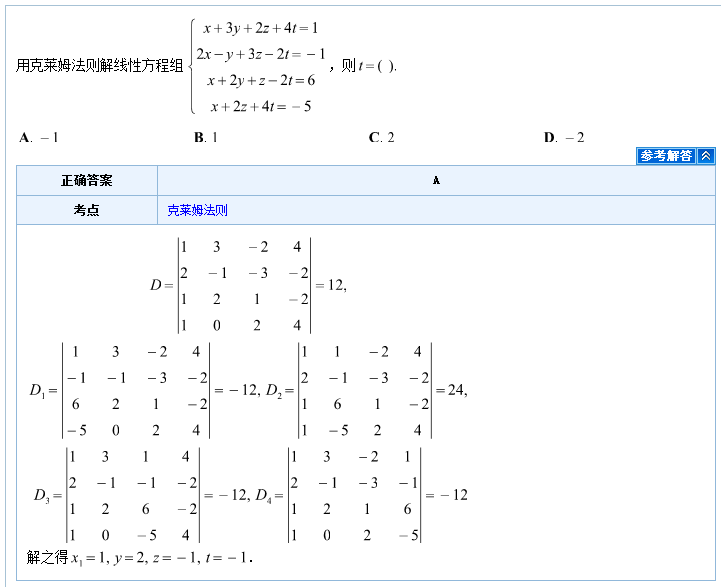 用克莱姆法则解线性方程组 { x+3y+2z+4t=1
2x−y+3z−2t=−1
x+2y+z−2t=6
x+2z+4t=−5 ，则 t=( ).
A. −1 B. 1 C. 2 D. −2
参考解答
正确答案 A
考点 克莱姆法则
D= | 1 3 −2 4 |
| 2 −1 −3 −2 |
| 1 2 1 −2 |
| 1 0 2 4 | =12,
D₁= | 1 3 −2 4 |
| −1 −1 −3 −2 |
| 6 2 1 −2 |
| −5 0 2 4 | =−12,
D₂= | 1 1 −2 4 |
| 2 −1 −3 −2 |
| 1 6 1 −2 |
| 1 −5 2 4 | =24,
D₃= | 1 3 1 4 |
| 2 −1 −1 −2 |
| 1 2 6 −2 |
| 1 0 −5 4 | =−12,
D₄= | 1 3 −2 1 |
| 2 −1 −3 −1 |
| 1 2 1 6 |
| 1 0 2 −5 | =−12
解之得 x₁=1, y=2, z=−1, t=−1.